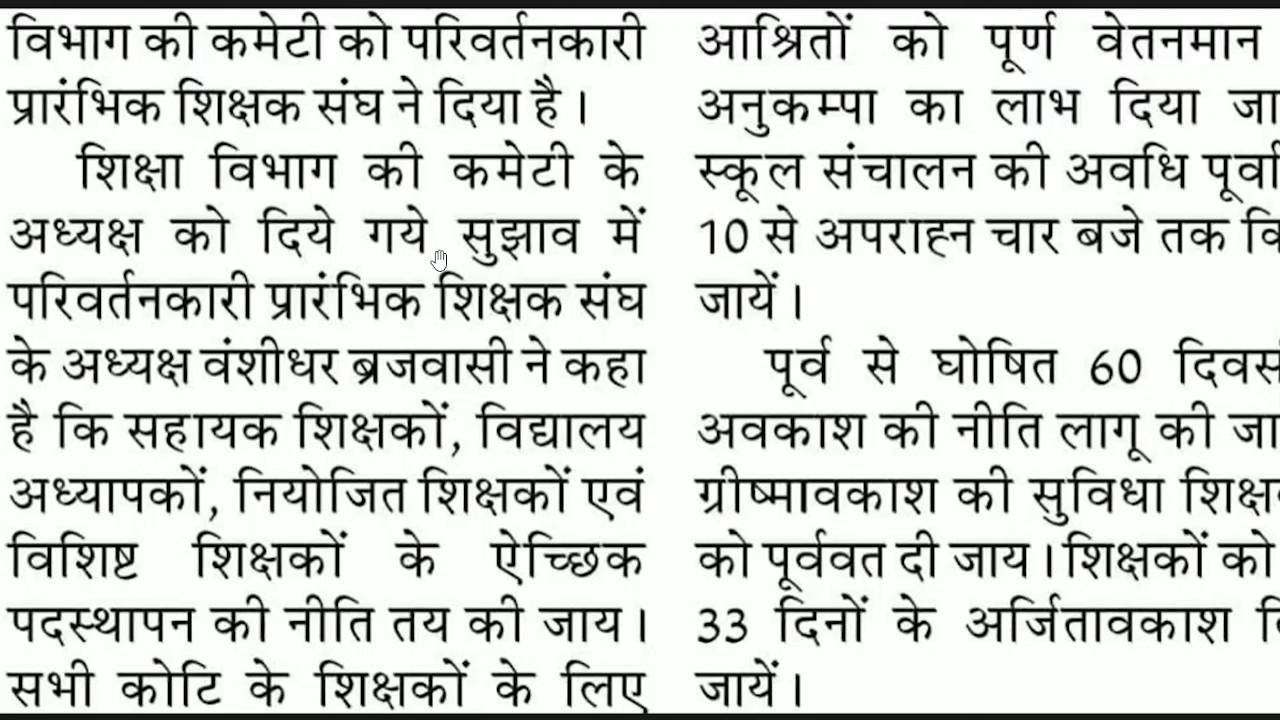 विभाग की कमेटी को परिवर्तनकारी
प्रारंभिक शिक्षक संघ ने दिया है।
शिक्षा विभाग की कमेटी के
अध्यक्ष को दिये गये सुझाव में
परिवर्तनकारी प्रारंभिक शिक्षक संघ
के अध्यक्ष वंशीधर ब्रजवासी ने कहा
है कि सहायक शिक्षकों, विद्यालय
अध्यापकों, नियोजित शिक्षकों एवं
विशिष्ट शिक्षकों के ऐच्छिक
पदस्थापन की नीति तय की जाय।
सभी कोटि के शिक्षकों के लिए
आश्रितों को पूर्ण वेतनमान
अनुकम्पा का लाभ दिया जा
स्कूल संचालन की अवधि पूर्वा
10 से अपराह्न चार बजे तक वि
जायें।
पूर्व से घोषित 60 दिवस
अवकाश की नीति लागू की जा
ग्रीष्मावकाश की सुविधा शिक्ष
को पूर्ववत दी जाय। शिक्षकों को
33 दिनों के अर्जितावकाश
जायें।